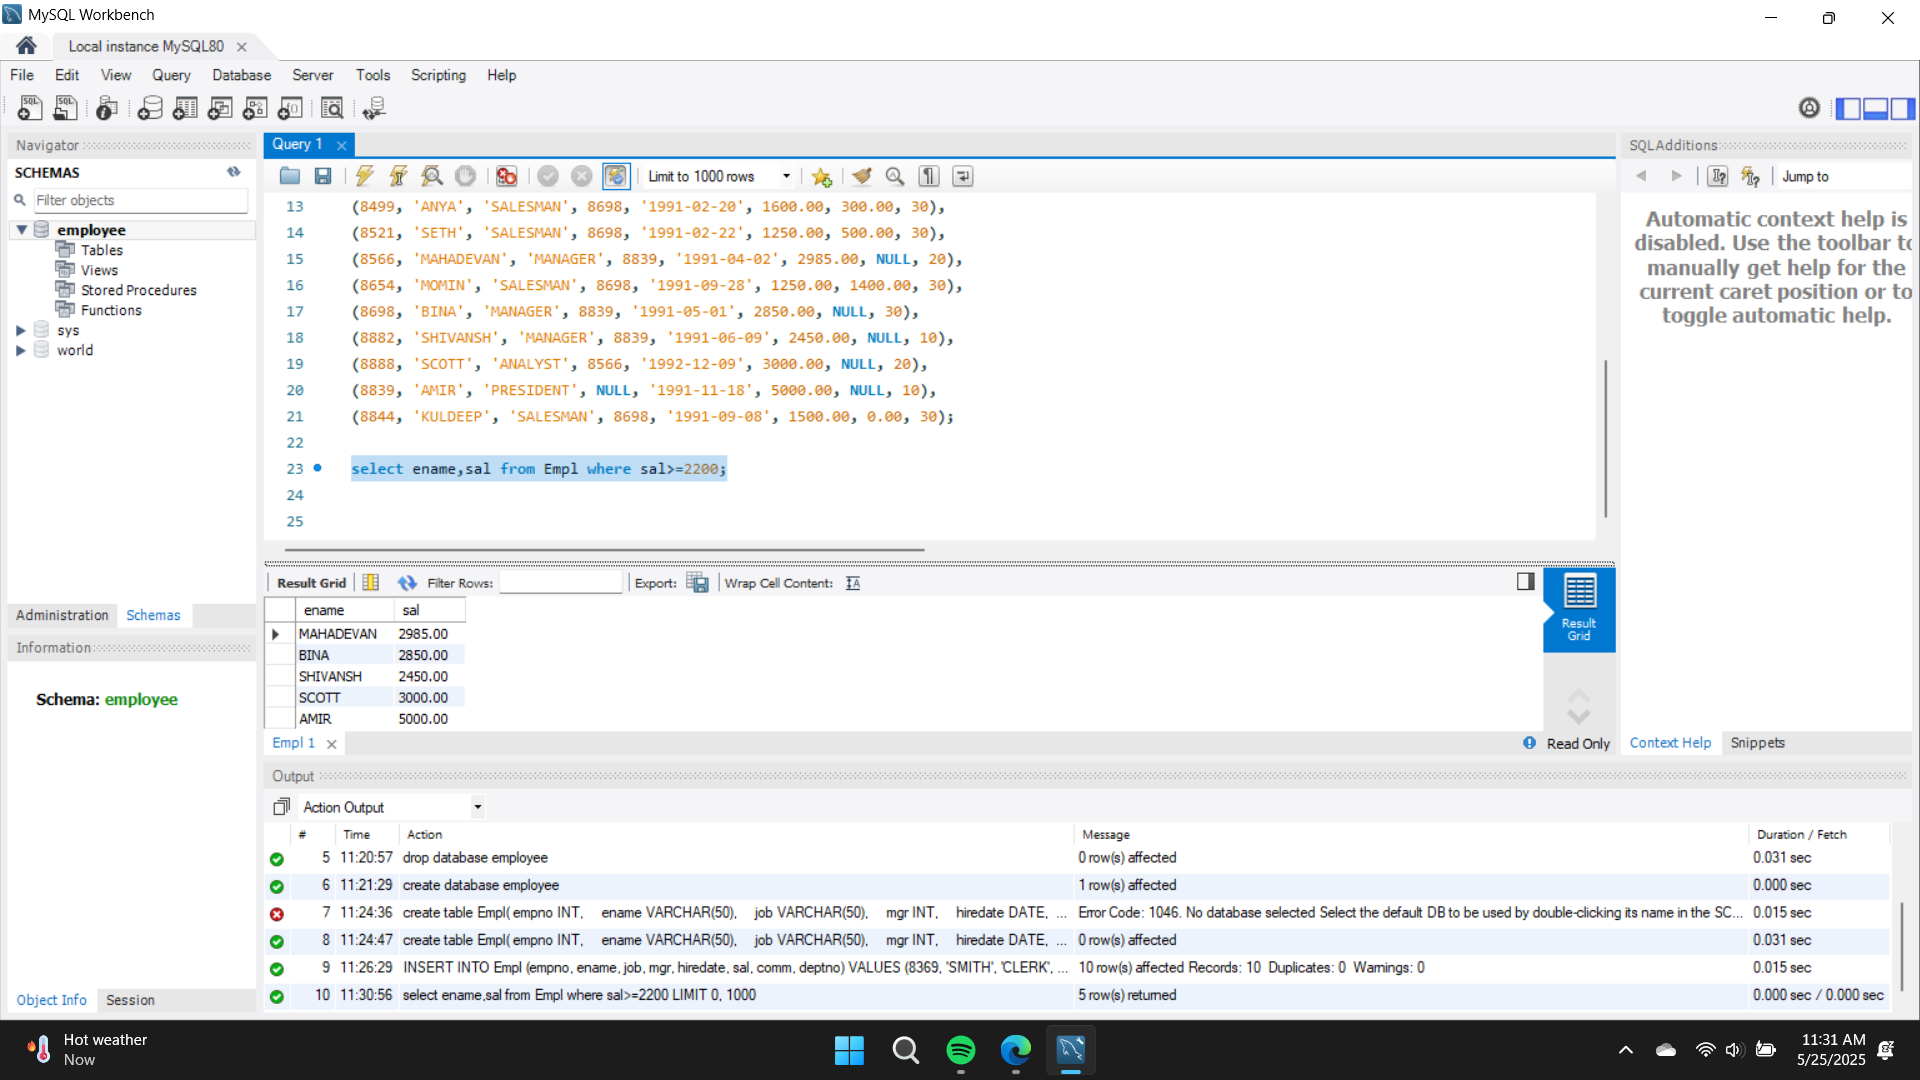 MySQL Workbench
Local instance MySQL80
File Edit View Query Database Server Tools Scripting Help
Navigator
SCHEMAS
Filter objects
employee
Tables
Views
Stored Procedures
Functions
sys
world
Administration Schemas
Information
Schema: employee
Object Info Session
Query 1
Limit to 1000 rows
13 (8499, 'ANYA', 'SALESMAN', 8698, '1991-02-20', 1600.00, 300.00, 30),
14 (8521, 'SETH', 'SALESMAN', 8698, '1991-02-22', 1250.00, 500.00, 30),
15 (8566, 'MAHADEVAN', 'MANAGER', 8839, '1991-04-02', 2985.00, NULL, 20),
16 (8654, 'MOMIN', 'SALESMAN', 8698, '1991-09-28', 1250.00, 1400.00, 30),
17 (8698, 'BINA', 'MANAGER', 8839, '1991-05-01', 2850.00, NULL, 30),
18 (8882, 'SHIVANSH', 'MANAGER', 8839, '1991-06-09', 2450.00, NULL, 10),
19 (8888, 'SCOTT', 'ANALYST', 8566, '1992-12-09', 3000.00, NULL, 20),
20 (8839, 'AMIR', 'PRESIDENT', NULL, '1991-11-18', 5000.00, NULL, 10),
21 (8844, 'KULDEEP', 'SALESMAN', 8698, '1991-09-08', 1500.00, 0.00, 30);
22
23 select ename,sal from Empl where sal>=2200;
24
25
Result Grid Filter Rows: Export: Wrap Cell Content:
ename sal
MAHADEVAN 2985.00
BINA 2850.00
SHIVANSH 2450.00
SCOTT 3000.00
AMIR 5000.00
Result
Grid
Empl 1
Read Only
SQLAdditions
Jump to
Automatic context help is
disabled. Use the toolbar to
manually get help for the
current caret position or to
toggle automatic help.
Context Help Snippets
Output
Action Output
# Time Action Message Duration / Fetch
5 11:20:57 drop database employee 0 row(s) affected 0.031 sec
6 11:21:29 create database employee 1 row(s) affected 0.000 sec
7 11:24:36 create table Empl( empno INT, ename VARCHAR(50), job VARCHAR(50), mgr INT, hiredate DATE, ... Error Code: 1046. No database selected Select the default DB to be used by double-clicking its name in the SC... 0.015 sec
8 11:24:47 create table Empl( empno INT, ename VARCHAR(50), job VARCHAR(50), mgr INT, hiredate DATE, ... 0 row(s) affected 0.031 sec
9 11:26:29 INSERT INTO Empl (empno, ename, job, mgr, hiredate, sal, comm, deptno) VALUES (8369, 'SMITH', 'CLERK', ... 10 row(s) affected Records: 10 Duplicates: 0 Warnings: 0 0.015 sec
10 11:30:56 select ename,sal from Empl where sal>=2200 LIMIT 0, 1000 5 row(s) returned 0.000 sec / 0.000 sec
Hot weather
Now
11:31 AM
5/25/2025